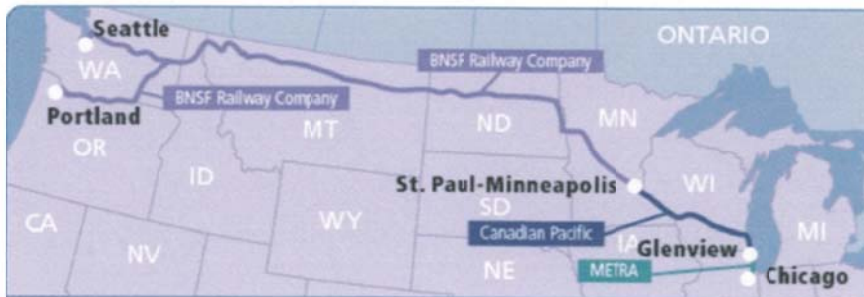 Seattle
ONTARIO
BNSF Railway Company
WA
BNSF Railway Company
Portland
MT
ND
MN
OR
ID
St. Paul-Minneapolis
WI
SD
WY
CA
Canadian Pacific
IA
MI
Glenview
NV
NE
METRA
Chicago